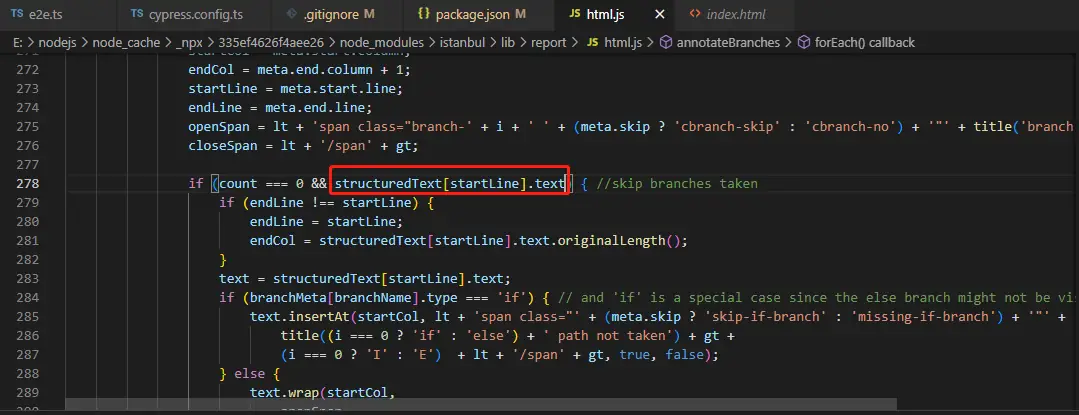 e2e.ts cypress.config.ts .gitignore M package.json M html.js index.html
E: > nodejs > node_cache > _npx > 335ef4626f4aee26 > node_modules > istanbul > lib > report > html.js > annotateBranches > forEach() callback
272 endCol = meta.end.column + 1;
273 startLine = meta.start.line;
274 endLine = meta.end.line;
275 openSpan = lt + 'span class="branch-' + i + ' ' + (meta.skip ? 'cbranch-skip' : 'cbranch-no') + '"' + title('branch
276 closeSpan = lt + '/span' + gt;
277
278 if (count === 0 && structuredText[startLine].text) { //skip branches taken
279 if (endLine !== startLine) {
280 endLine = startLine;
281 endCol = structuredText[startLine].text.originalLength();
282 }
283 text = structuredText[startLine].text;
284 if (branchMeta[branchName].type === 'if') { // and 'if' is a special case since the else branch might not be vis
285 text.insertAt(startCol, lt + 'span class="' + (meta.skip ? 'skip-if-branch' : 'missing-if-branch') + '"' +
286 title((i === 0 ? 'if' : 'else') + ' path not taken') + gt +
287 (i === 0 ? 'I' : 'E') + lt + '/span' + gt, true, false);
288 } else {
289 text.wrap(startCol,